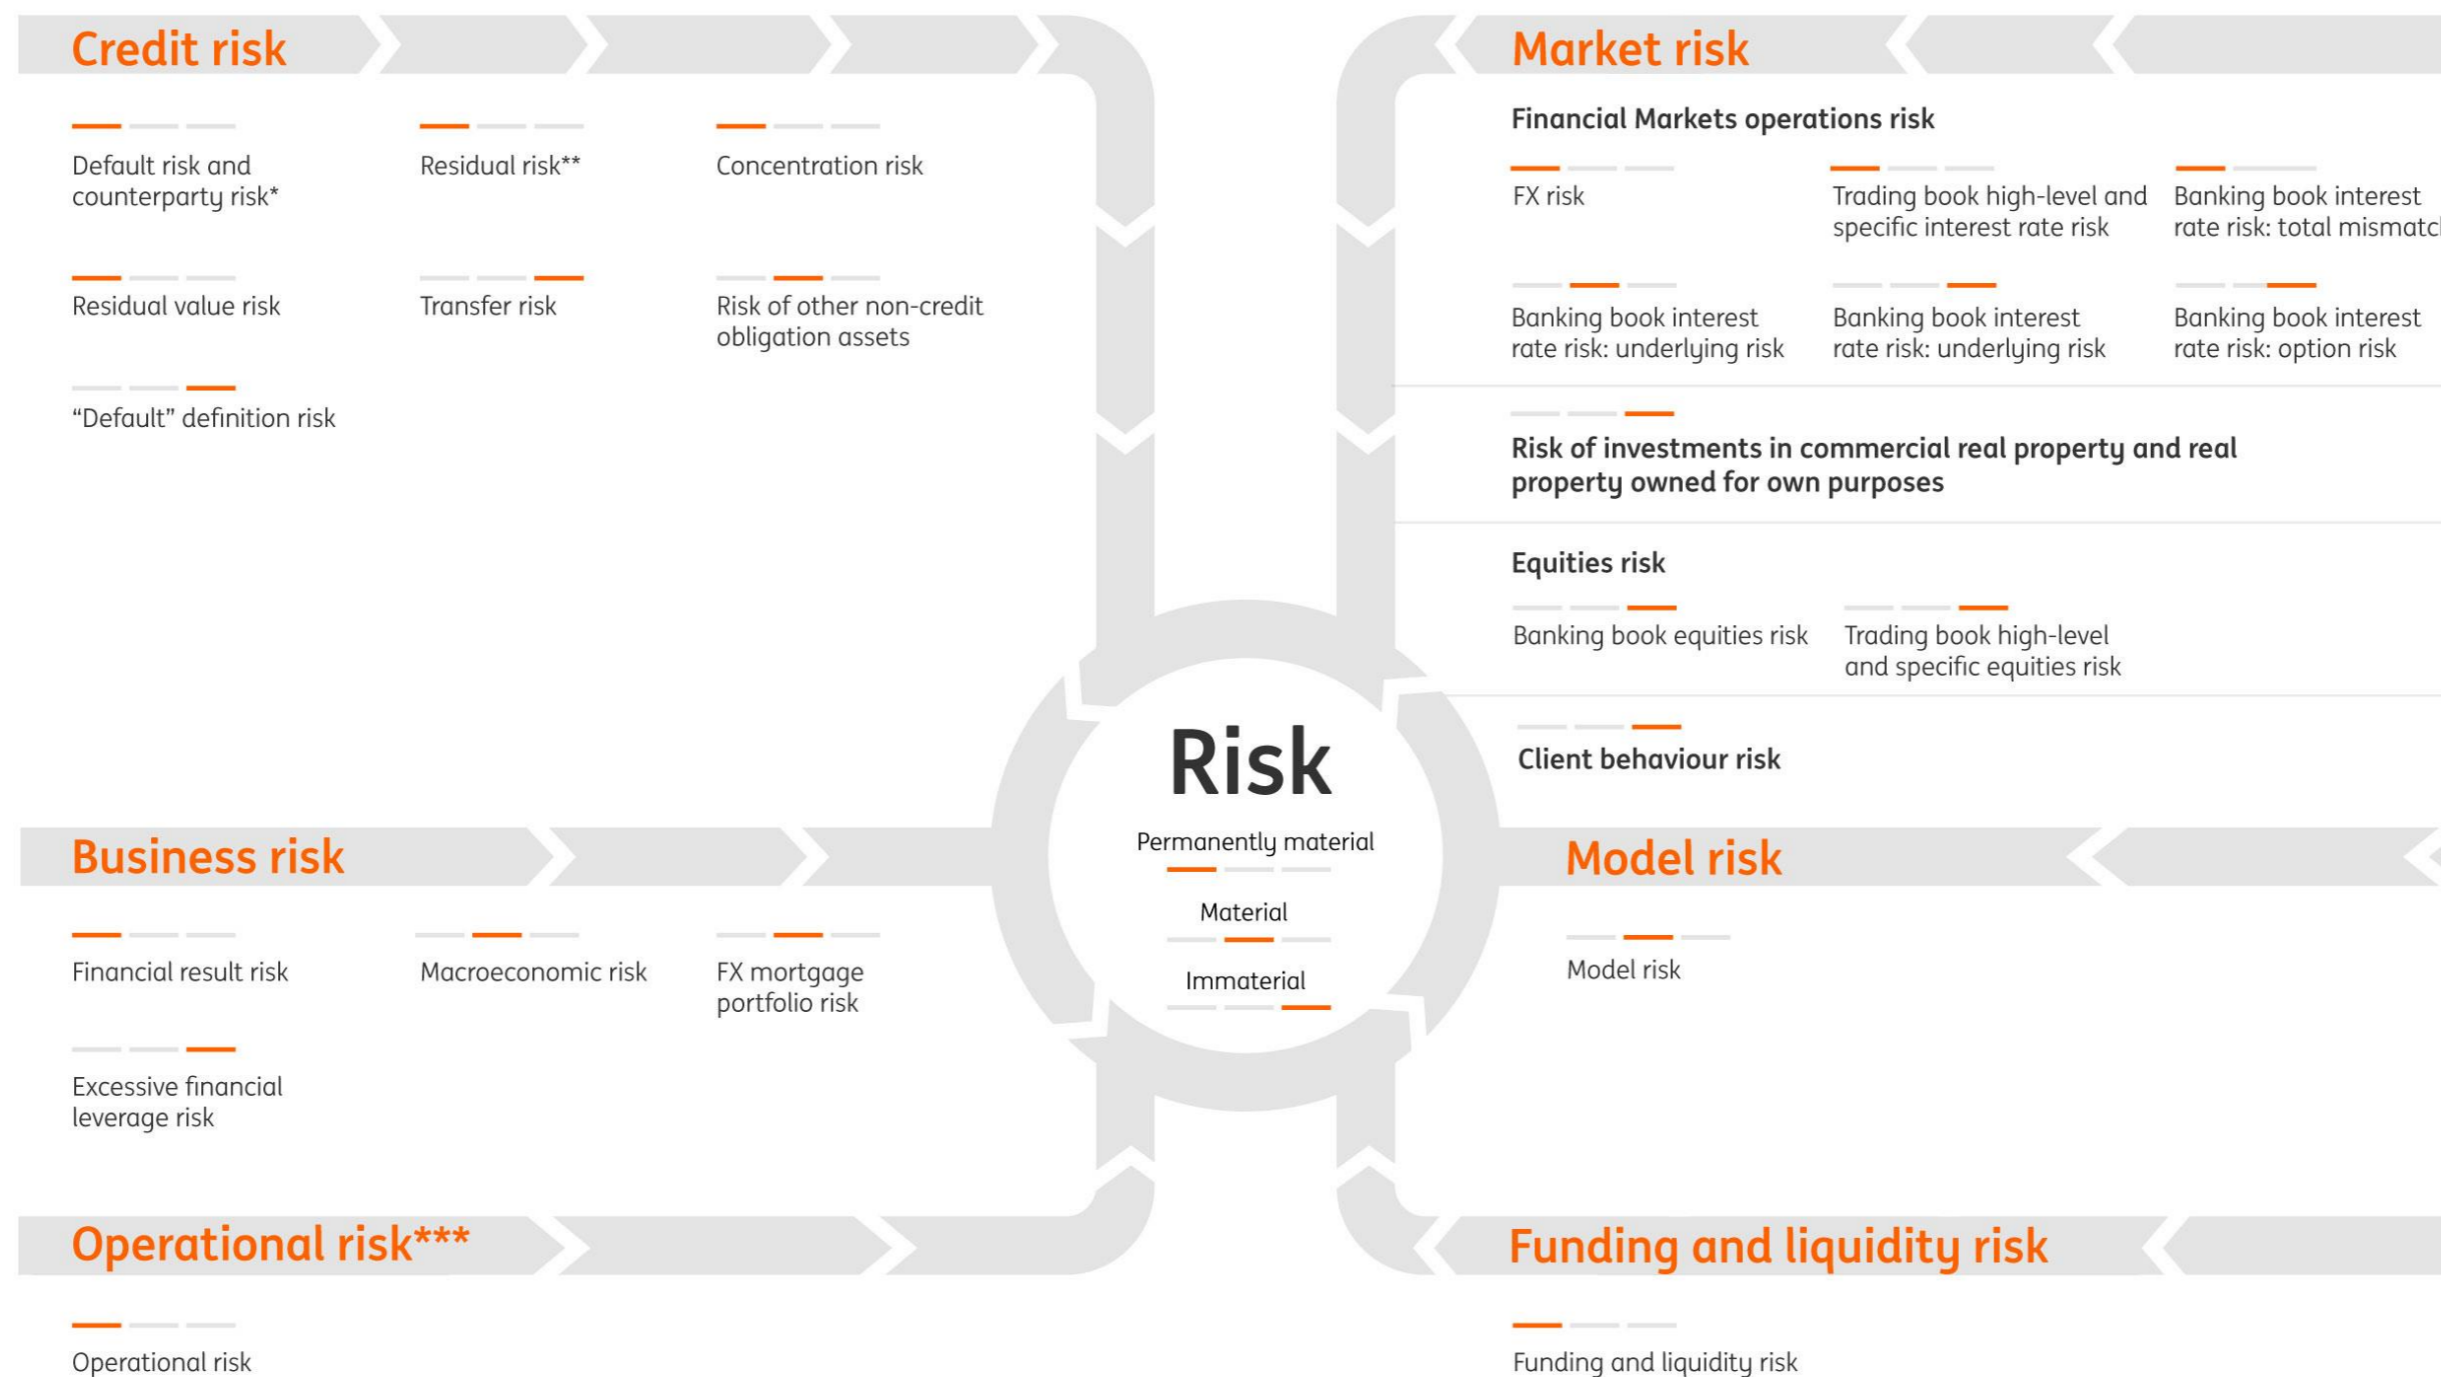 Credit risk
Default risk and
counterparty risk*
Residual risk**
Concentration risk
Residual value risk
Transfer risk
Risk of other non-credit
obligation assets
“Default” definition risk
Market risk
Financial Markets operations risk
FX risk
Trading book high-level and
specific interest rate risk
Banking book interest
rate risk: total
Banking book interest
rate risk: underlying risk
Banking book interest
rate risk: underlying risk
Banking book interest
rate risk: option risk
Risk of investments in commercial real property and real
property owned for own purposes
Equities risk
Banking book equities risk
Trading book high-level
and specific equities risk
Client behaviour risk
Risk
Permanently material
Material
Immaterial
Business risk
Financial result risk
Macroeconomic risk
FX mortgage
portfolio risk
Excessive financial
leverage risk
Model risk
Model risk
Operational risk***
Operational risk
Funding and liquidity risk
Funding and liquidity risk